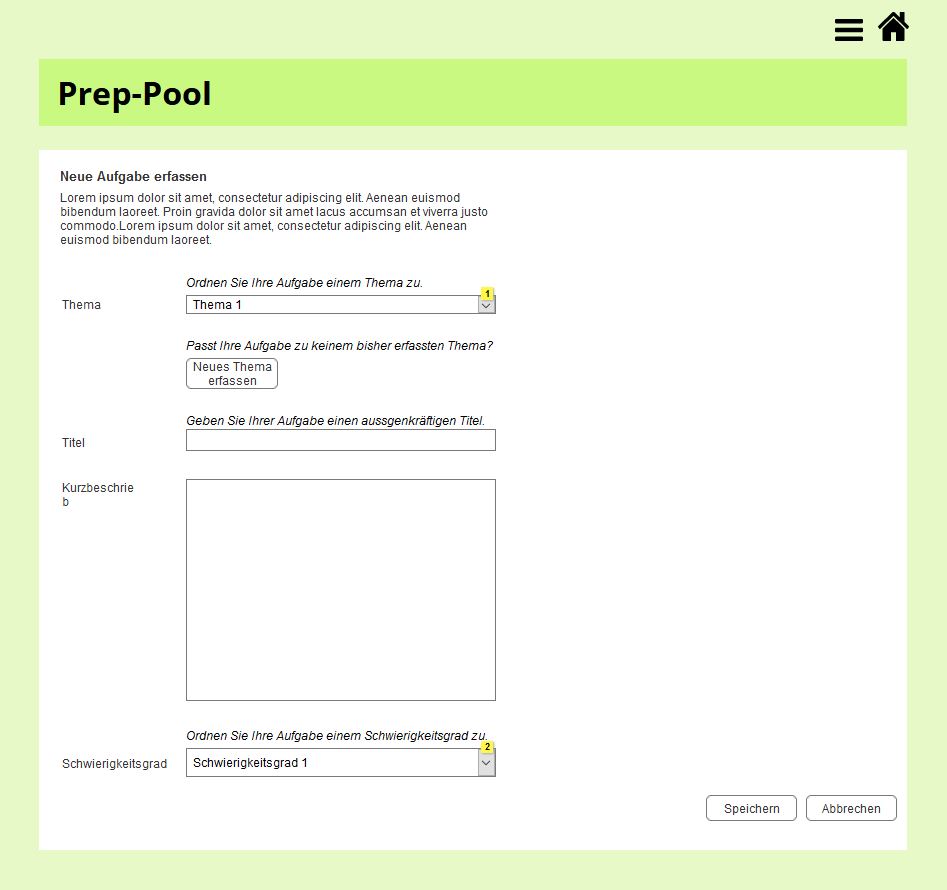 Prep-Pool
Neue Aufgabe erfassen
Lorem ipsum dolor sit amet, consectetur adipiscing elit. Aenean euismod
bibendum laoreet. Proin gravida dolor sit amet lacus accumsan et viverra justo
commodo.Lorem ipsum dolor sit amet, consectetur adipiscing elit. Aenean
euismod bibendum laoreet.
Ordnen Sie Ihre Aufgabe einem Thema zu.
1
Thema
Thema 1
Passt Ihre Aufgabe zu keinem bisher erfassten Thema?
Neues Thema
erfassen
Geben Sie Ihrer Aufgabe einen aussgenkräftigen Titel.
Titel
Kurzbeschrie
b
Ordnen Sie Ihre Aufgabe einem Schwierigkeitsgrad zu.
2
Schwierigkeitsgrad
Schwierigkeitsgrad 1
Speichern
Abbrechen